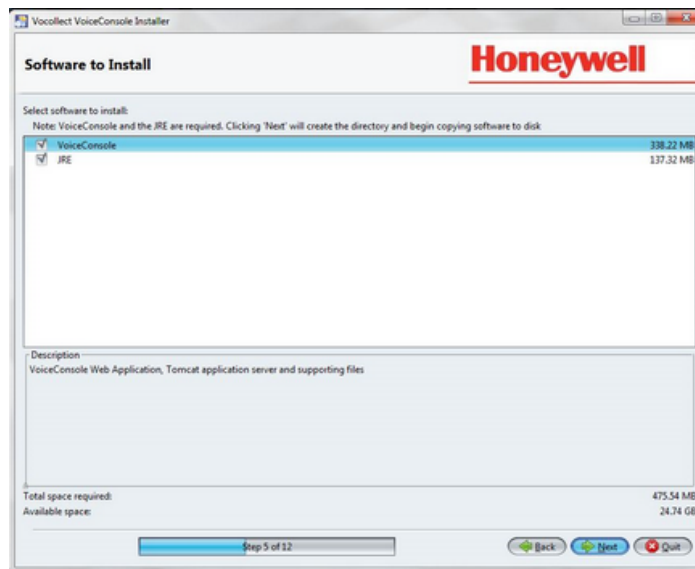 Vocollect VoiceConsole Installer
Software to Install
Honeywell
Select software to install:
Note: VoiceConsole and the JRE are required. Clicking 'Next' will create the directory and begin copying software to disk
VoiceConsole 338.22 MB
JRE 137.32 MB
Description
VoiceConsole Web Application, Tomcat application server and supporting files
Total space required: 475.54 MB
Available space: 24.74 GB
Step 5 of 12
Back Next Quit